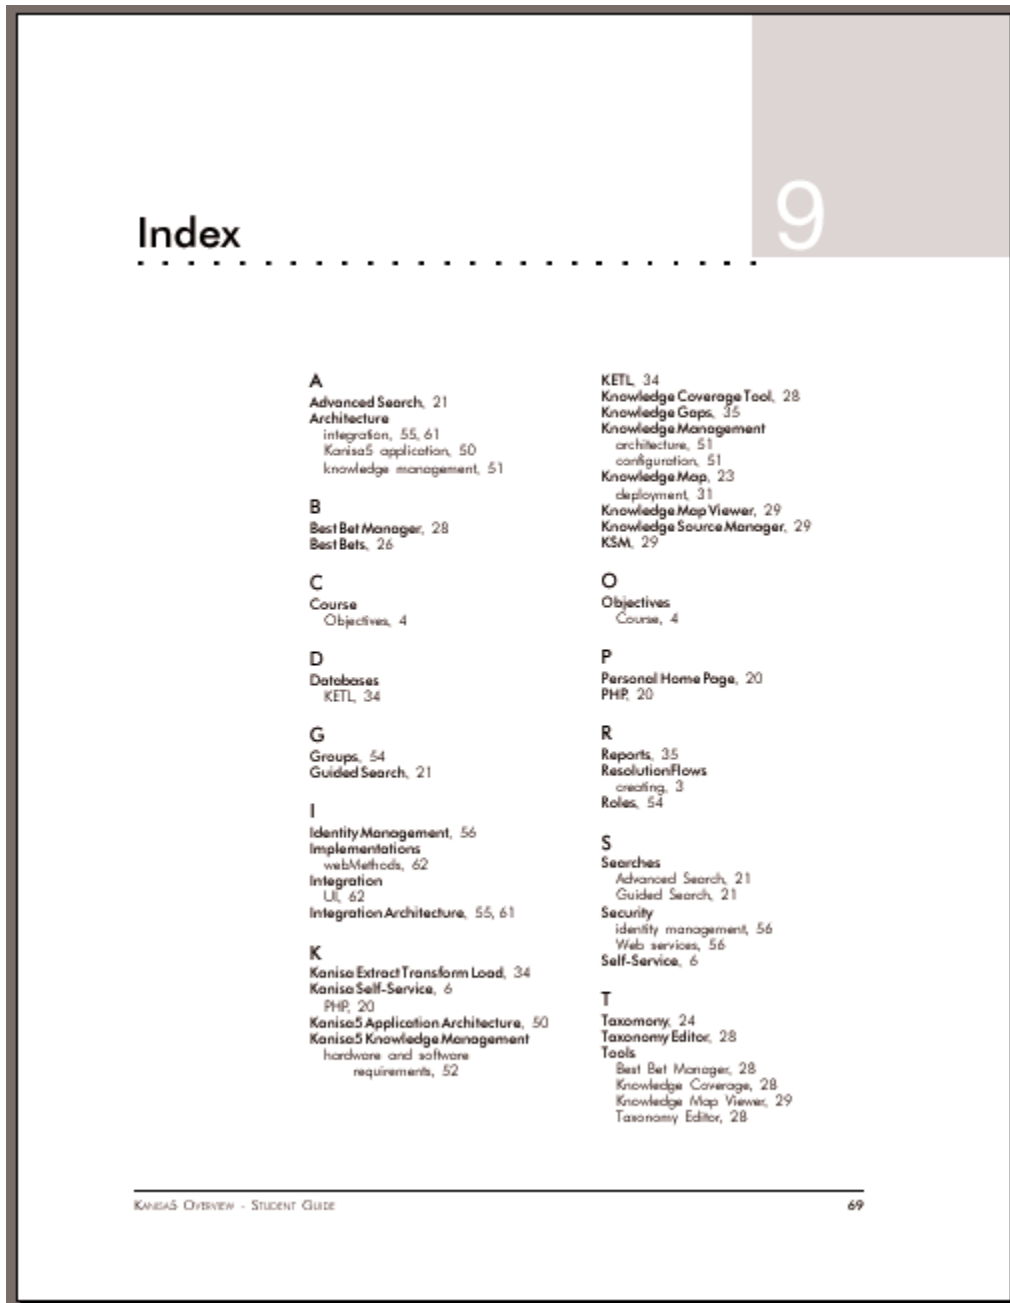 9
Index
A
Advanced Search, 21
Architecture
integration, 55, 61
Kanisa5 application, 50
knowledge management, 51
B
Best Bet Manager, 28
Best Bets, 26
C
Course
Objectives, 4
D
Databases
KETL, 34
G
Groups, 54
Guided Search, 21
I
Identity Management, 56
Implementations
webMethods, 62
Integration
UI, 62
Integration Architecture, 55, 61
K
Kanisa Extract Transform Load, 34
Kanisa Self-Service, 6
PHP, 20
Kanisa5 Application Architecture, 50
Kanisa5 Knowledge Management
hardware and software
requirements, 52
KETL, 34
Knowledge Coverage Tool, 28
Knowledge Gaps, 35
Knowledge Management
architecture, 51
configuration, 51
Knowledge Map, 23
deployment, 31
Knowledge Map Viewer, 29
Knowledge Source Manager, 29
KSM, 29
O
Objectives
Course, 4
P
Personal Home Page, 20
PHP, 20
R
Reports, 35
ResolutionFlows
creating, 3
Roles, 54
S
Searches
Advanced Search, 21
Guided Search, 21
Security
identity management, 56
Web services, 56
Self-Service, 6
T
Taxomony, 24
Taxonomy Editor, 28
Tools
Best Bet Manager, 28
Knowledge Coverage, 28
Knowledge Map Viewer, 29
Taxonomy Editor, 28
KANISA5 OVERVIEW - STUDENT GUIDE
69